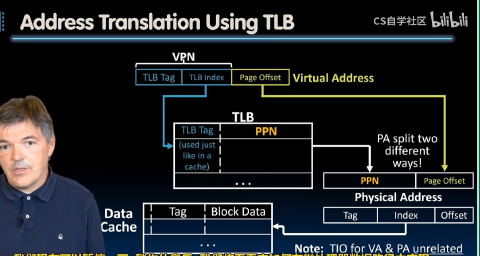 Address Translation Using TLB
CS自学社区 bilibili
VPN
TLB Tag TLB Index Page Offset Virtual Address
TLB
TLB Tag PPN
(used just
like in a
cache)
...
PA split two
different
ways!
PPN Page Offset
Physical Address
Data
Cache
Tag Block Data
...
Tag Index Offset
Note: TIO for VA & PA unrelated